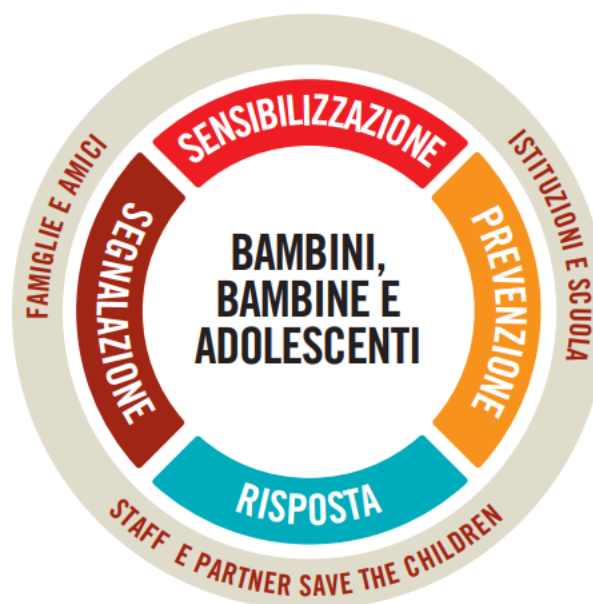 SENSIBILIZZAZIONE
FAMIGLIE E AMICI
ISTITUZIONI E SCUOLA
SEGNALAZIONE
PREVENZIONE
BAMBINI,
BAMBINE E
ADOLESCENTI
RISPOSTA
STAFF E PARTNER SAVE THE CHILDREN